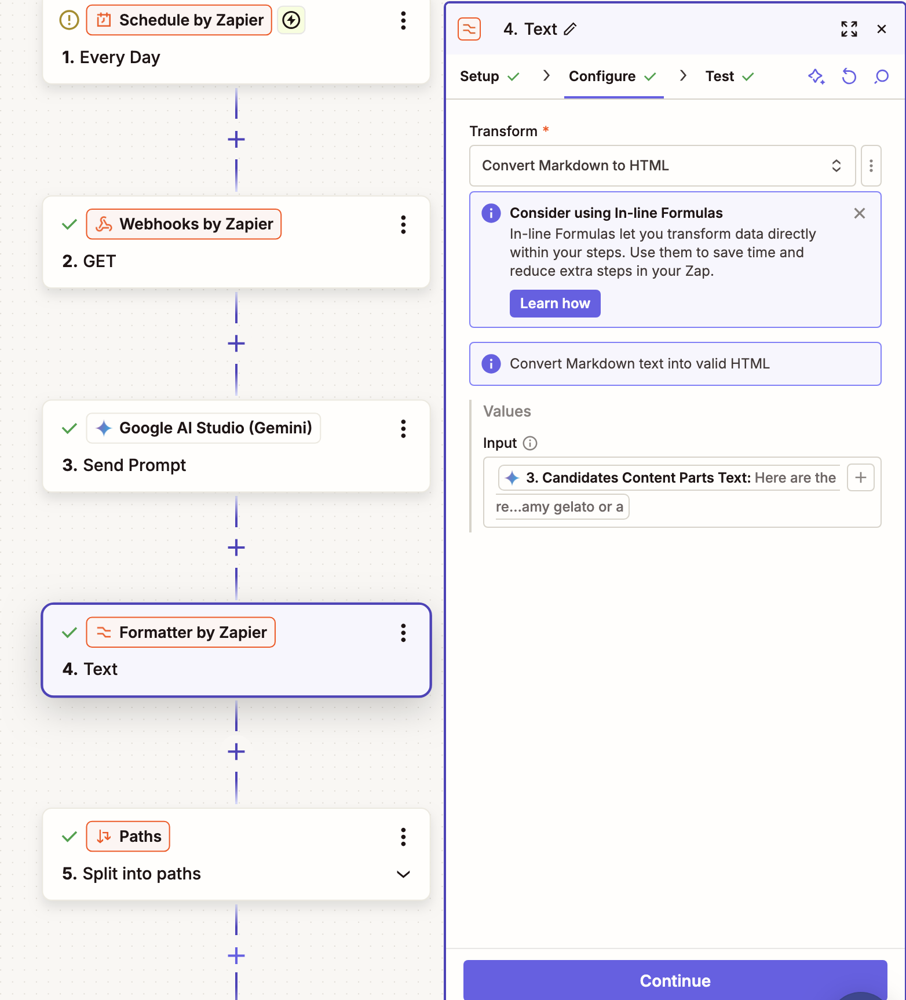 Schedule by Zapier
1. Every Day
Webhooks by Zapier
2. GET
Google AI Studio (Gemini)
3. Send Prompt
Formatter by Zapier
4. Text
Paths
5. Split into paths
4. Text
Setup
Configure
Test
Transform *
Convert Markdown to HTML
Consider using In-line Formulas
In-line Formulas let you transform data directly
within your steps. Use them to save time and
reduce extra steps in your Zap.
Learn how
Convert Markdown text into valid HTML
Values
Input
3. Candidates Content Parts Text: Here are the
re...amy gelato or a
Continue